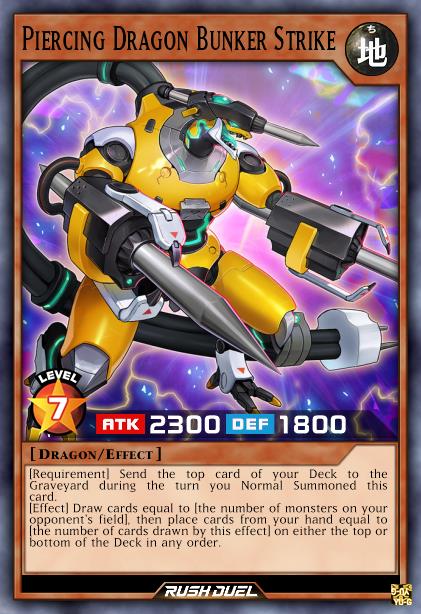 PIERCING DRAGON BUNKER STRIKE
ち
地
LEVEL
7
ATK 2300 DEF 1800
[DRAGON/EFFECT]
[Requirement] Send the top card of your Deck to the
Graveyard during the turn you Normal Summoned this
card.
[Effect] Draw cards equal to [the number of monsters on your
opponent's field], then place cards from your hand equal to
[the number of cards drawn by this effect] on either the top or
bottom of the Deck in any order.
RUSH DUEL